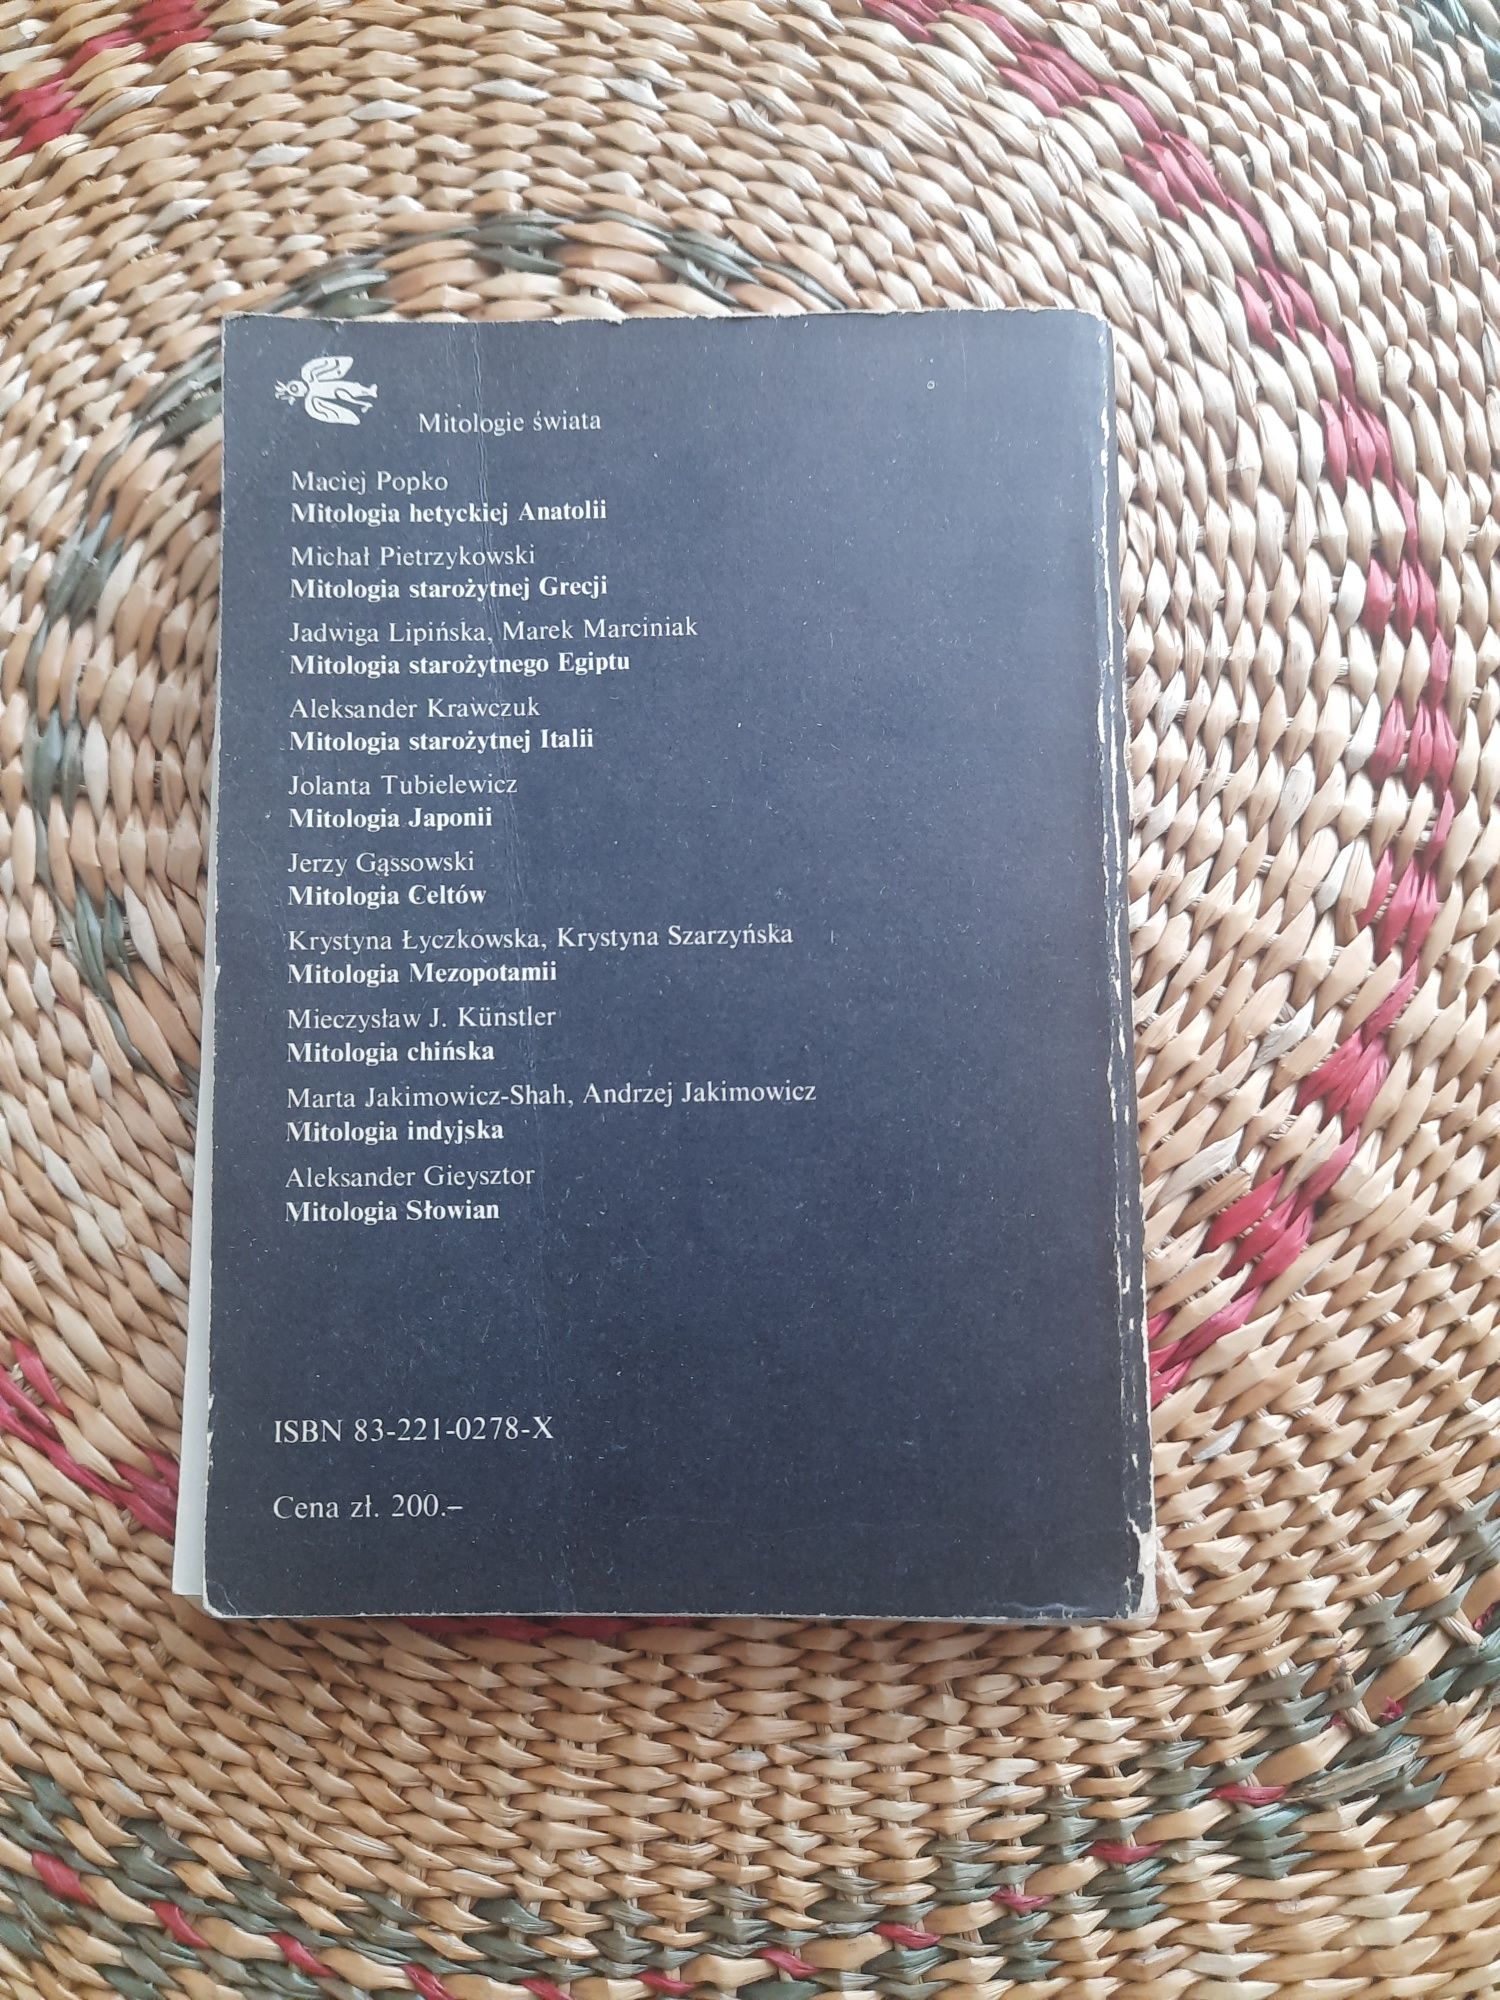 Mitologie świata
Maciej Popko
Mitologia hetyckiej Anatolii
Michał Pietrzykowski
Mitologia starożytnej Grecji
Jadwiga Lipińska, Marek Marciniak
Mitologia starożytnego Egiptu
Aleksander Krawczuk
Mitologia starożytnej Italii
Jolanta Tubielewicz
Mitologia Japonii
Jerzy Gąssowski
Mitologia Celtów
Krystyna Łyczkowska, Krystyna Szarzyńska
Mitologia Mezopotamii
Mieczysław J. Künstler
Mitologia chińska
Marta Jakimowicz-Shah, Andrzej Jakimowicz
Mitologia indyjska
Aleksander Gieysztor
Mitologia Słowian
ISBN 83-221-0278-X
Cena zł. 200.–